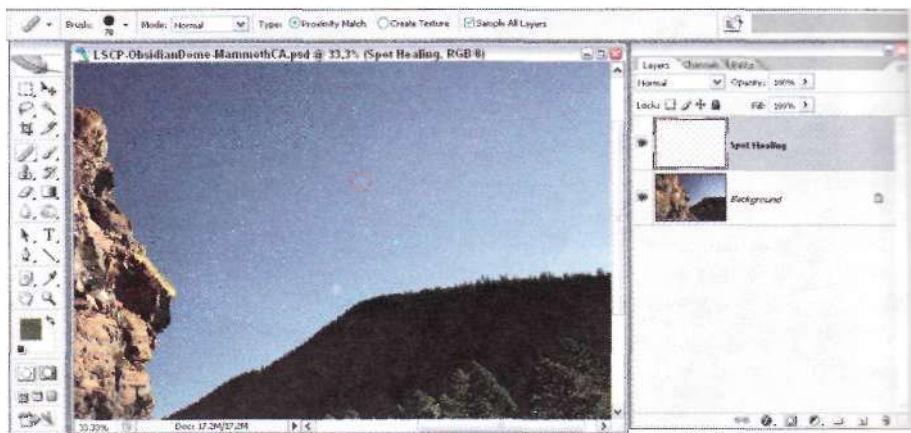 Brush: 70 Mode: Normal Type: Proximity Match Create Texture Sample All Layers
LSCP-ObsidianDome-MammothCA.psd @ 33,3% (Spot Healing, RGB/8)
Layers Channels
Normal Opacity: 100%
Lock: Fill: 100%
Spot Healing
Background
33,33% Doc: 17,2M/17,2M